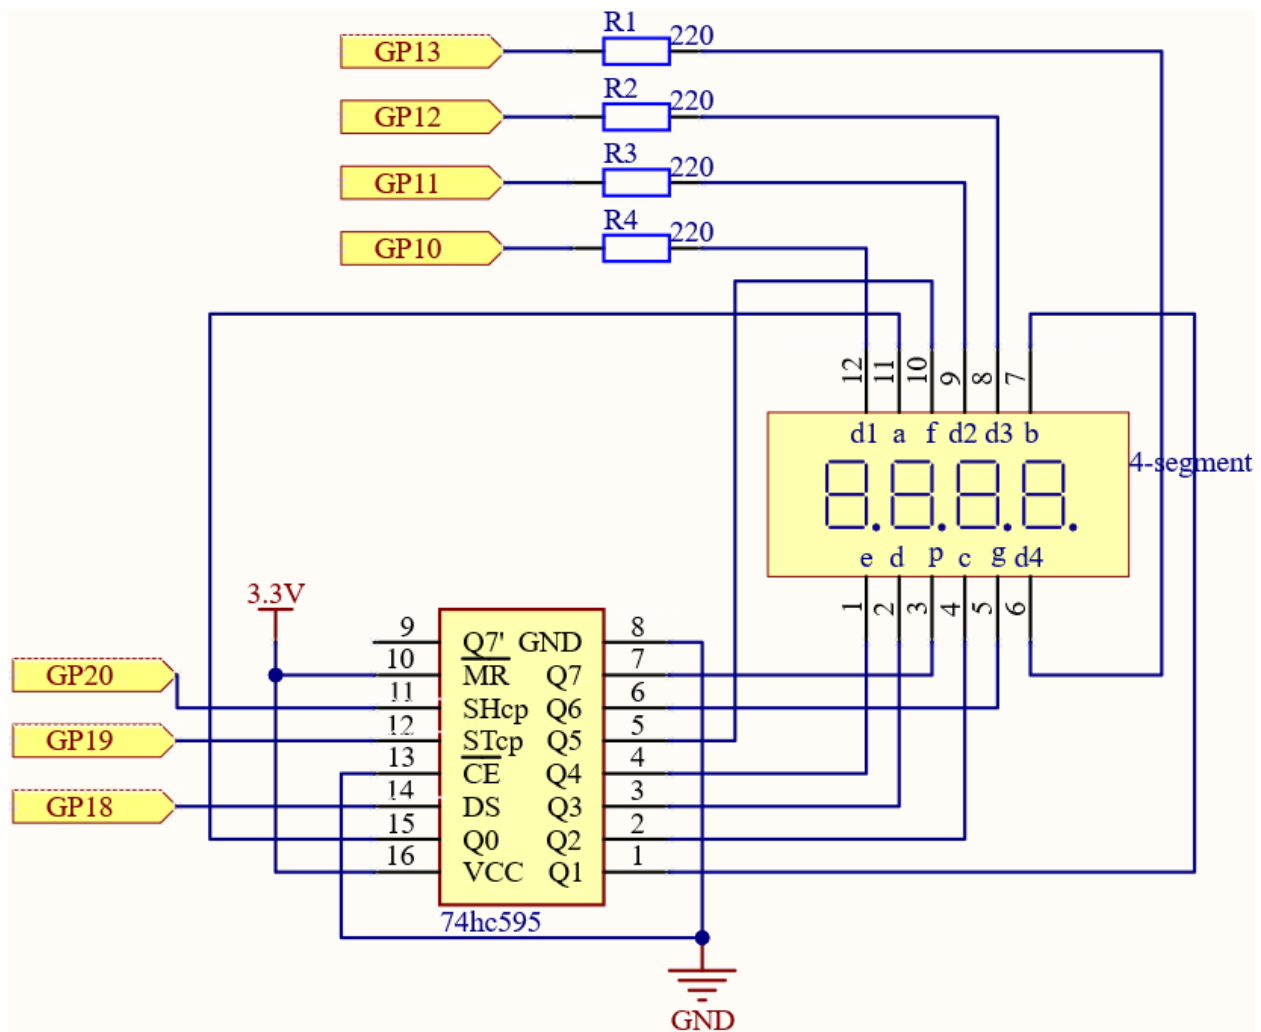 R1
GP13
220
R2
GP12
220
R3
GP11
220
R4
GP10
220
12 11 10 9 8 7
d1 a f d2 d3 b
4-segment
e d p c g d4
1 2 3 4 5 6
3.3V
9 Q7' GND 8
GP20
10 MR Q7 7
11 SHcp Q6 6
GP19
12 STcp Q5 5
13 CE Q4 4
GP18
14 DS Q3 3
15 Q0 Q2 2
16 VCC Q1 1
74hc595
GND